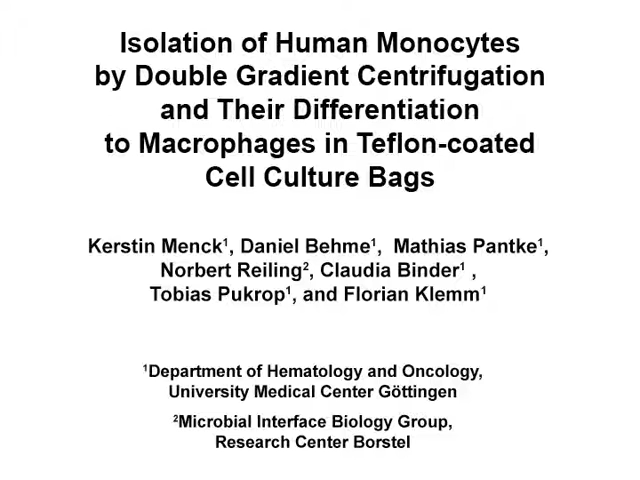 Isolation of Human Monocytes
by Double Gradient Centrifugation
and Their Differentiation
to Macrophages in Teflon-coated
Cell Culture Bags
Kerstin Menck¹, Daniel Behme¹, Mathias Pantke¹,
Norbert Reiling², Claudia Binder¹ ,
Tobias Pukrop¹, and Florian Klemm¹
¹Department of Hematology and Oncology,
University Medical Center Göttingen
²Microbial Interface Biology Group,
Research Center Borstel